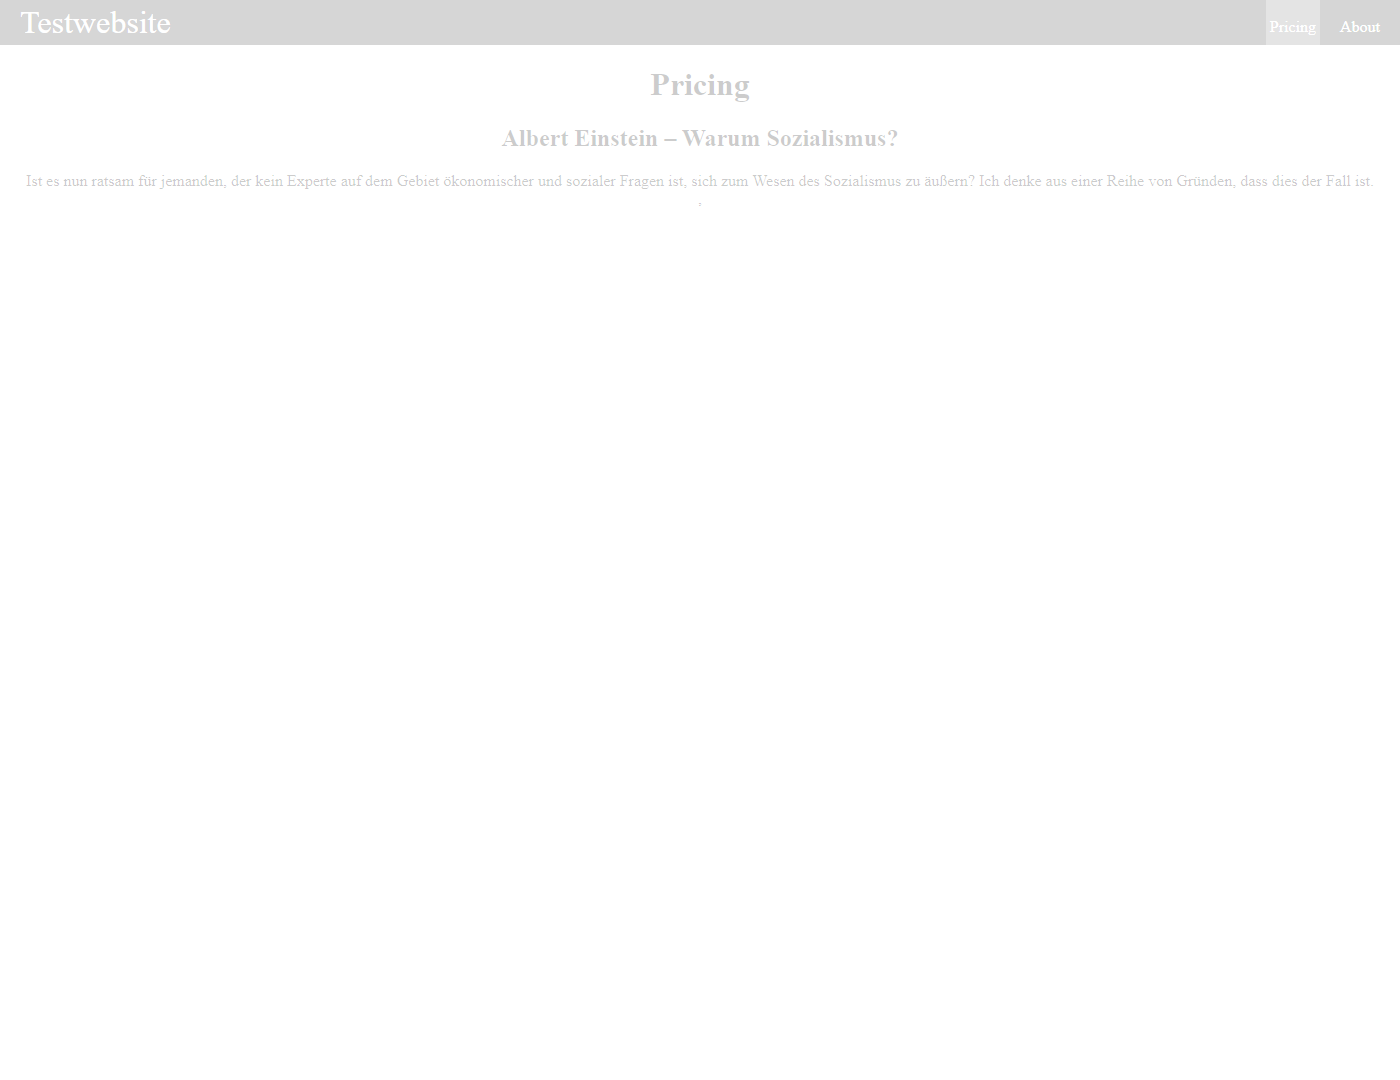 Testwebsite
Pricing
About
Pricing
Albert Einstein – Warum Sozialismus?
Ist es nun ratsam für jemanden, der kein Experte auf dem Gebiet ökonomischer und sozialer Fragen ist, sich zum Wesen des Sozialismus zu äußern? Ich denke aus einer Reihe von Gründen, dass dies der Fall ist.